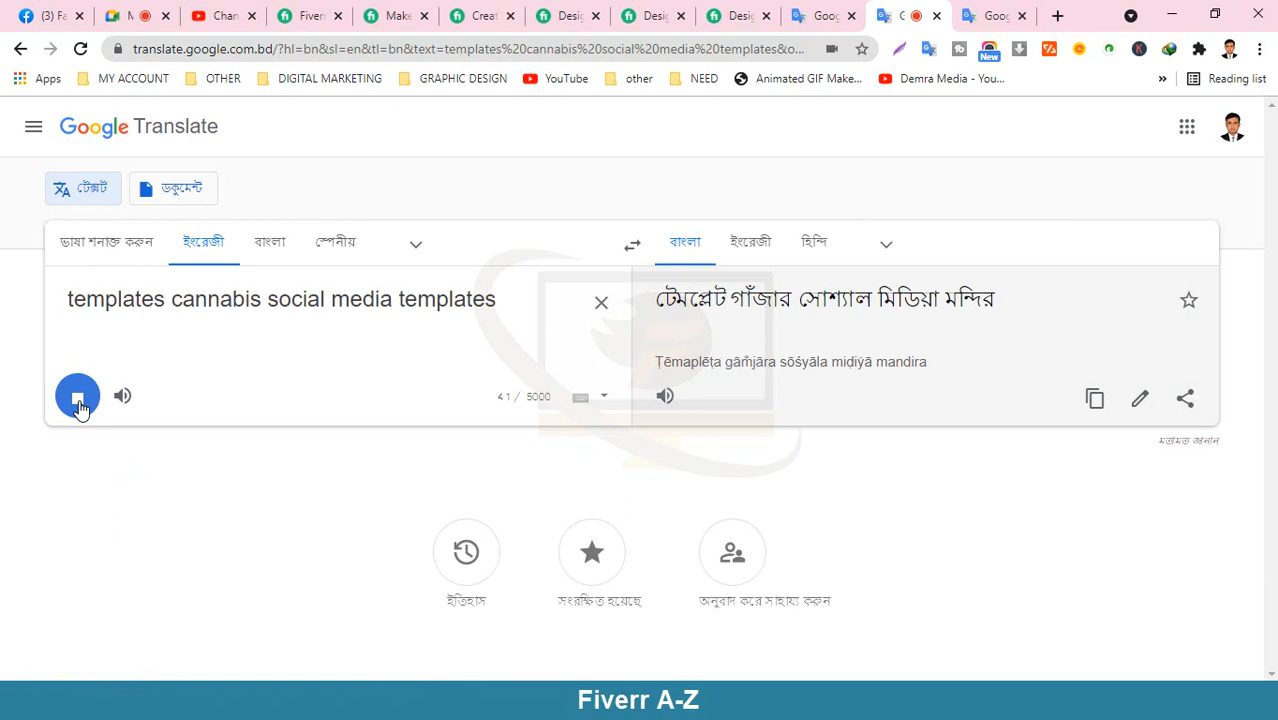 (3) Fa
M
Chan
Fiverr
Make
Creat
Desig
Desig
Desig
Goog
G
Goog
translate.google.com.bd/?hl=bn&sl=en&tl=bn&text=templates%20cannabis%20social%20media%20templates&o...
New
Apps
MY ACCOUNT
OTHER
DIGITAL MARKETING
GRAPHIC DESIGN
YouTube
other
NEED
Animated GIF Make...
Demra Media - You...
»
Reading list
Google Translate
টেক্সট
ডকুমেন্ট
ভাষা শনাক্ত করুন
ইংরেজী
বাংলা
স্পেনীয়
বাংলা
ইংরেজী
হিন্দি
templates cannabis social media templates
টেমপ্লেট গাঁজার সোশ্যাল মিডিয়া মন্দির
Ṭēmaplēṭa gām̐jāra sōśyāla miḍiẏā mandira
41 / 5000
মতামত জানান
ইতিহাস
সংরক্ষিত হয়েছে
অনুবাদ করে সাহায্য করুন
Fiverr A-Z